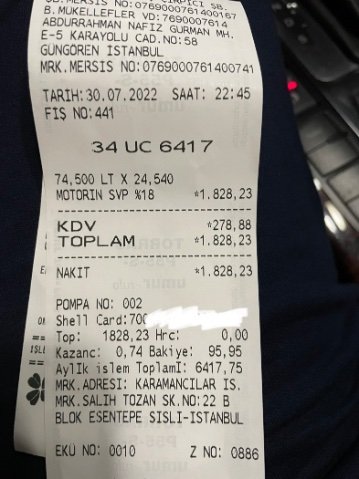 B. MUKELLEFLER VD:7690007614
ABDURRAHMAN NAFIZ GURMAN MH.
E-5 KARAYOLU CAD.NO:58
GÜNGÖREN ISTANBUL
MRK.MERSIS NO:0769000761400741
TARIH:30.07.2022 SAAT: 22:45
FIŞ NO:441
34 UC 6417
74,500 LT X 24,540
MOTORIN SVP %18 *1.828,23
KDV *278,88
TOPLAM *1.828,23
NAKIT *1.828,23
POMPA NO: 002
Shell Card:700
Top: 1828,23 Hrc: 0,00
Kazanc: 0,74 Bakiye: 95,95
AylIk islem ToplamI: 6417,75
MRK.ADRESI: KARAMANCILAR IS.
MRK.SALIH TOZAN SK.NO:22 B
BLOK ESENTEPE SISLI-ISTANBUL
EKÜ NO: 0010 Z NO: 0886